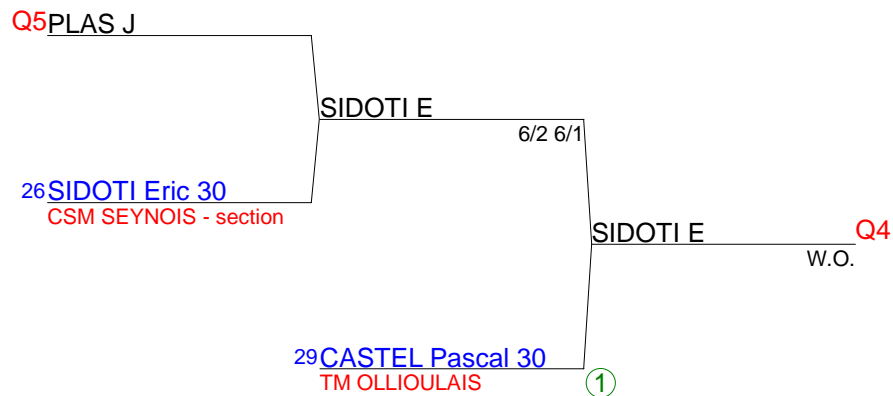 Q5 PLAS J
SIDOTI E
6/2 6/1
26 SIDOTI Eric 30
CSM SEYNOIS - section
SIDOTI E Q4
W.O.
29 CASTEL Pascal 30
TM OLLIOULAIS 1